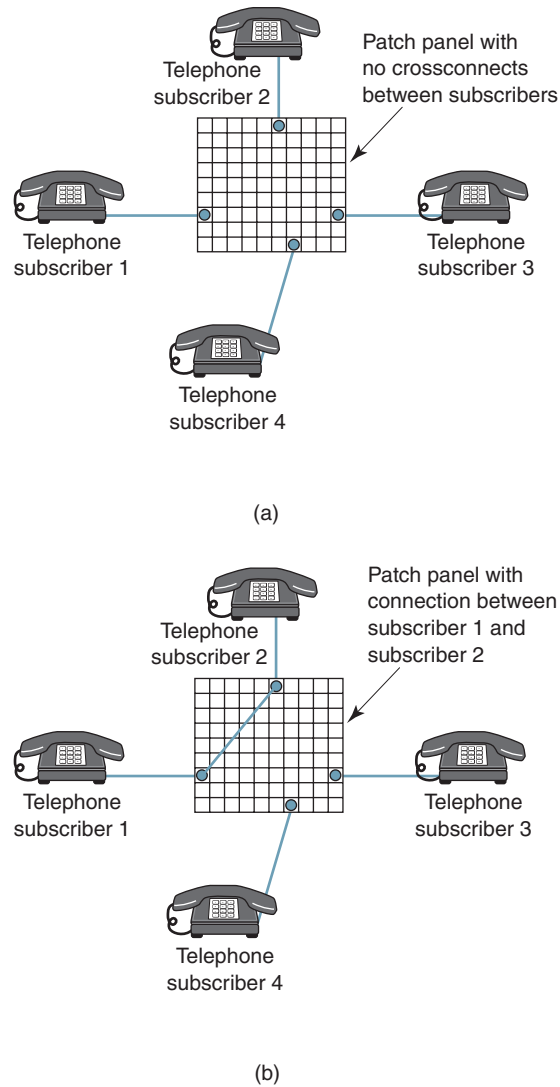 Telephone
subscriber 2
Patch panel with
no crossconnects
between subscribers
Telephone
subscriber 1
Telephone
subscriber 3
Telephone
subscriber 4
(a)
Telephone
subscriber 2
Patch panel with
connection between
subscriber 1 and
subscriber 2
Telephone
subscriber 1
Telephone
subscriber 3
Telephone
subscriber 4
(b)